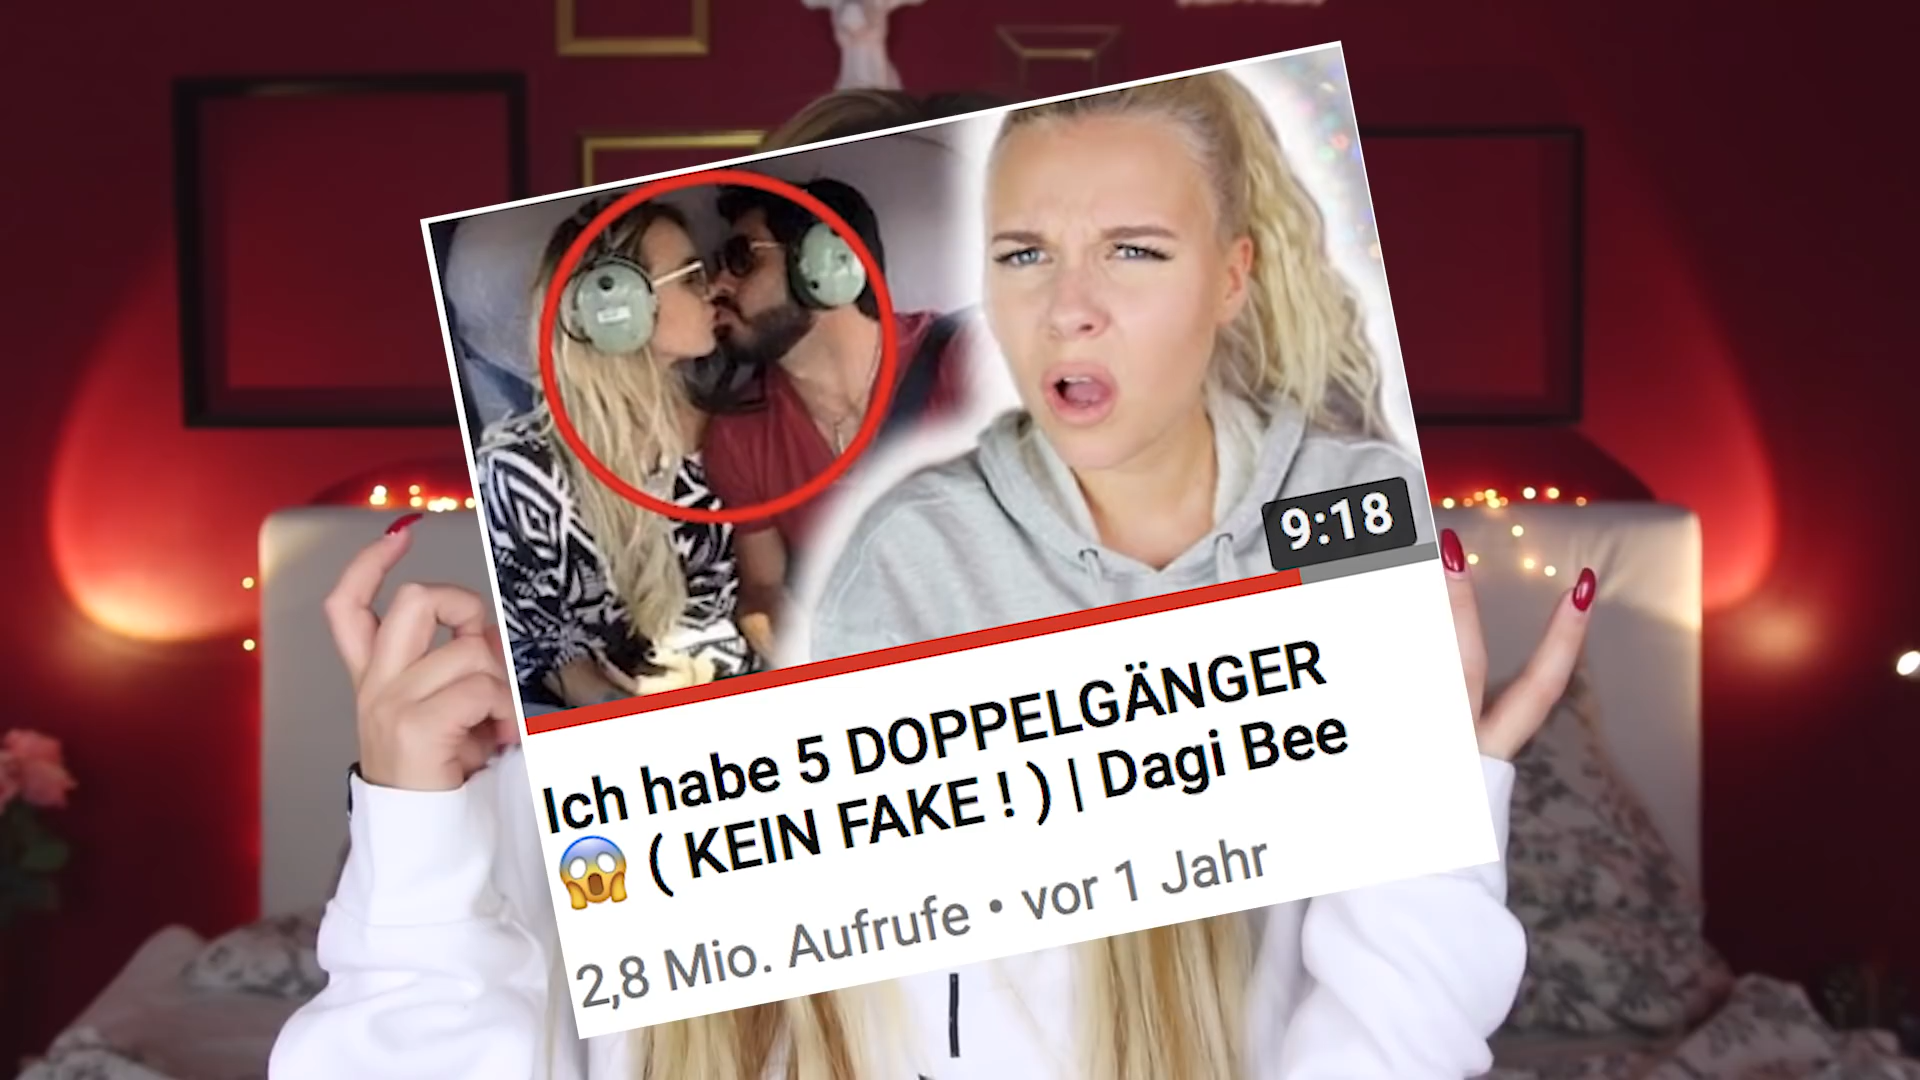 9:18
Ich habe 5 DOPPELGÄNGER
😱 ( KEIN FAKE ! ) | Dagi Bee
2,8 Mio. Aufrufe • vor 1 Jahr